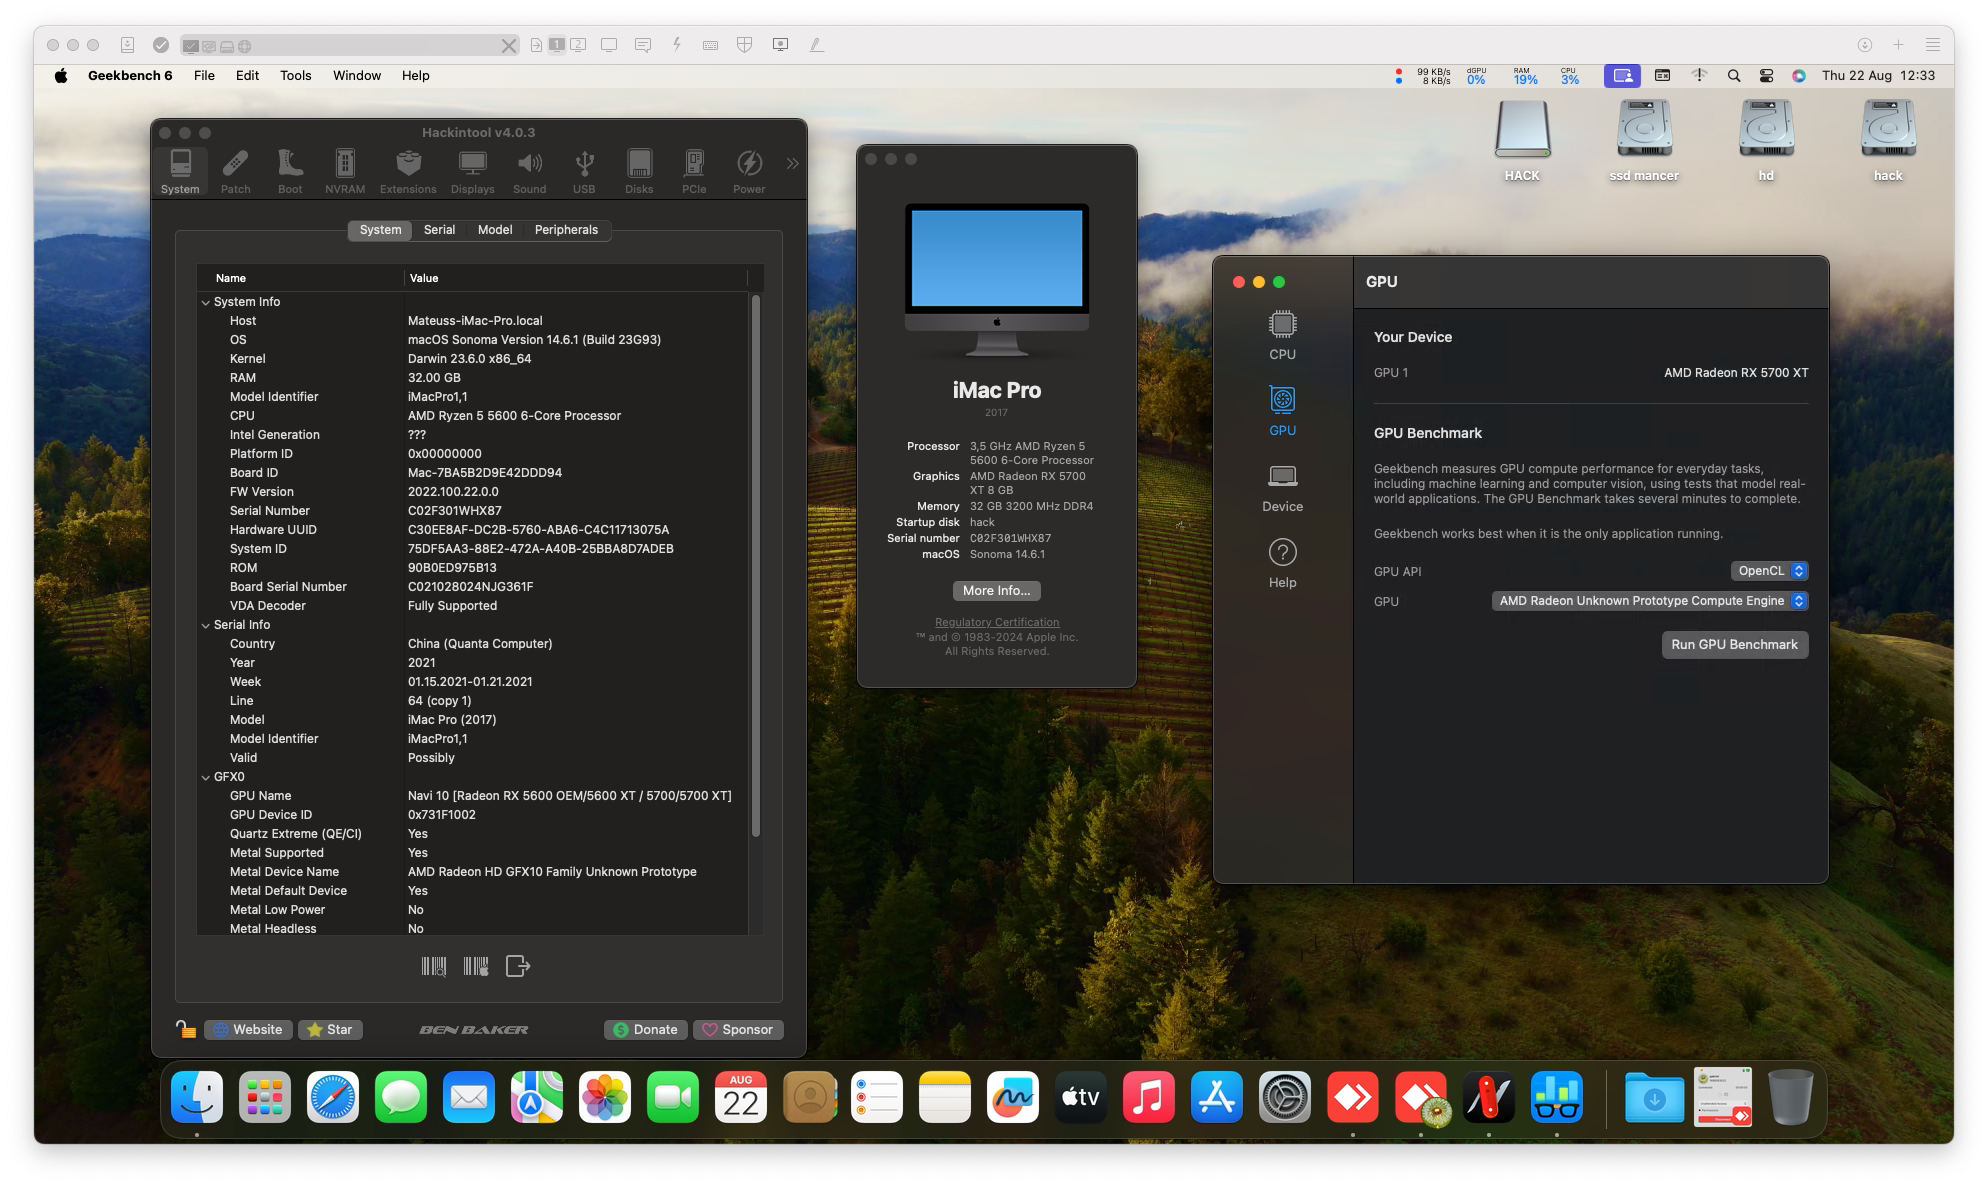 1 2
Geekbench 6 File Edit Tools Window Help
99 KB/s
8 KB/s
dGPU
0%
RAM
19%
CPU
3%
Thu 22 Aug 12:33
HACK
ssd mancer
hd
hack
Hackintool v4.0.3
System Patch Boot NVRAM Extensions Displays Sound USB Disks PCIe Power
System Serial Model Peripherals
Name Value
System Info
Host Mateuss-iMac-Pro.local
OS macOS Sonoma Version 14.6.1 (Build 23G93)
Kernel Darwin 23.6.0 x86_64
RAM 32.00 GB
Model Identifier iMacPro1,1
CPU AMD Ryzen 5 5600 6-Core Processor
Intel Generation ???
Platform ID 0x00000000
Board ID Mac-7BA5B2D9E42DDD94
FW Version 2022.100.22.0.0
Serial Number C02F301WHX87
Hardware UUID C30EE8AF-DC2B-5760-ABA6-C4C11713075A
System ID 75DF5AA3-88E2-472A-A40B-25BBA8D7ADEB
ROM 90B0ED975B13
Board Serial Number C021028024NJG361F
VDA Decoder Fully Supported
Serial Info
Country China (Quanta Computer)
Year 2021
Week 01.15.2021-01.21.2021
Line 64 (copy 1)
Model iMac Pro (2017)
Model Identifier iMacPro1,1
Valid Possibly
GFX0
GPU Name Navi 10 [Radeon RX 5600 OEM/5600 XT / 5700/5700 XT]
GPU Device ID 0x731F1002
Quartz Extreme (QE/CI) Yes
Metal Supported Yes
Metal Device Name AMD Radeon HD GFX10 Family Unknown Prototype
Metal Default Device Yes
Metal Low Power No
Metal Headless No
Website Star BEN BAKER Donate Sponsor
iMac Pro
2017
Processor 3,5 GHz AMD Ryzen 5
5600 6-Core Processor
Graphics AMD Radeon RX 5700
XT 8 GB
Memory 32 GB 3200 MHz DDR4
Startup disk hack
Serial number C02F301WHX87
macOS Sonoma 14.6.1
More Info...
Regulatory Certification
™ and © 1983-2024 Apple Inc.
All Rights Reserved.
CPU
GPU
Device
Help
GPU
Your Device
GPU 1 AMD Radeon RX 5700 XT
GPU Benchmark
Geekbench measures GPU compute performance for everyday tasks,
including machine learning and computer vision, using tests that model real-
world applications. The GPU Benchmark takes several minutes to complete.
Geekbench works best when it is the only application running.
GPU API OpenCL
GPU AMD Radeon Unknown Prototype Compute Engine
Run GPU Benchmark
AUG
22
tv